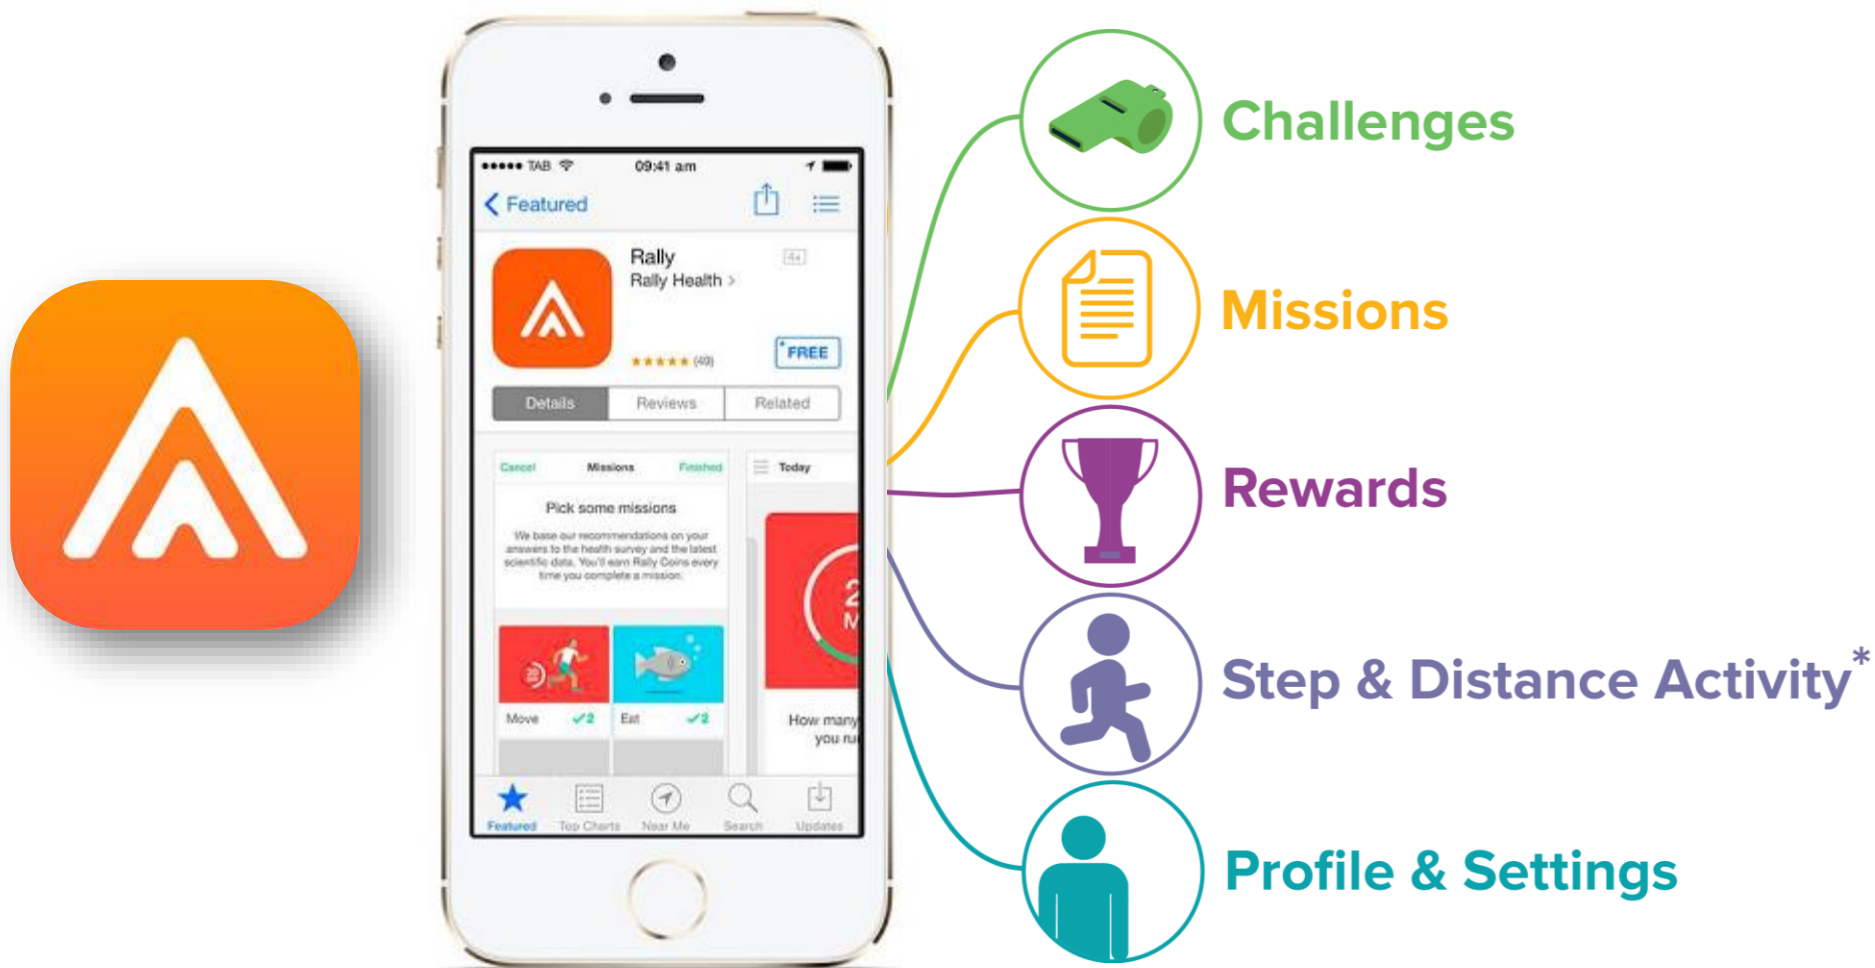 TAB 09:41 am
Featured
Rally 4+
Rally Health >
(49)
*FREE
Details Reviews Related
Cancel Missions Finished
Pick some missions
We base our recommendations on your
answers to the health survey and the latest
scientific data. You'll earn Rally Coins every
time you complete a mission.
20
Move ✓2 Eat ✓2
Today
2
M
How many
you ru
Featured Top Charts Near Me Search Updates
Challenges
Missions
Rewards
Step & Distance Activity*
Profile & Settings